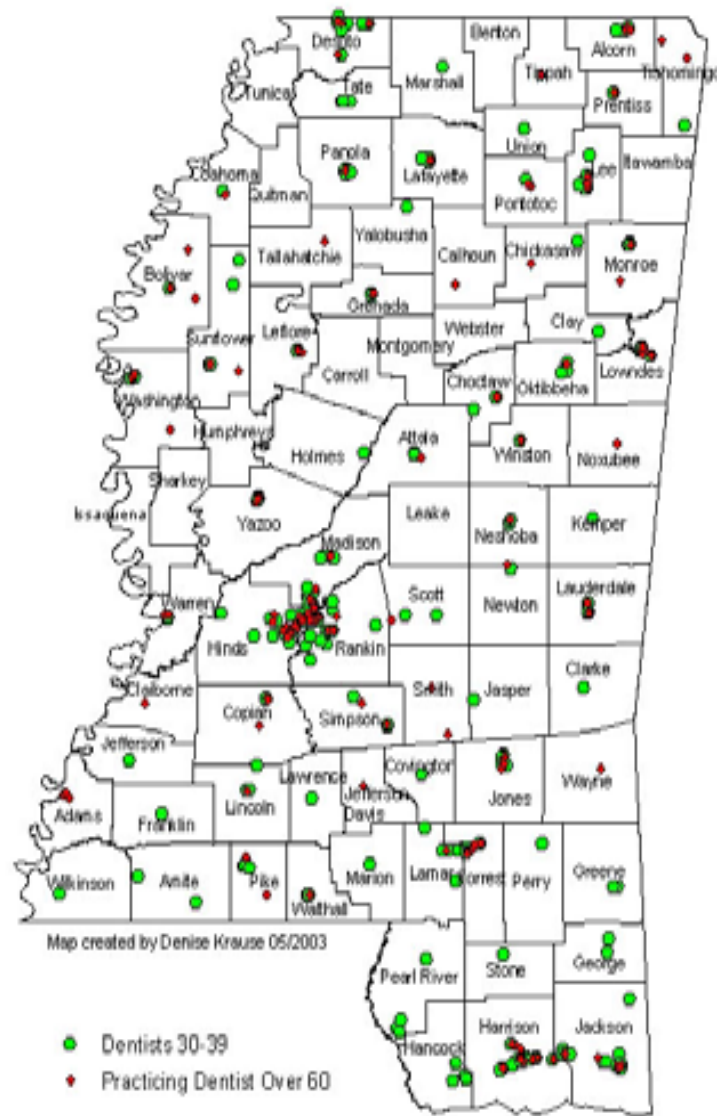 Benton
Desoto
Alcorn
Marshall
Tippah
Tishomingo
Tunica
Tate
Prentiss
Union
Panola
Lafayette
Lee
Itawamba
Coahoma
Quitman
Pontotoc
Yalobusha
Tallahatchie
Calhoun
Chickasaw
Bolivar
Monroe
Grenada
Sunflower
Leflore
Webster
Clay
Montgomery
Carroll
Lowndes
Washington
Choctaw
Oktibbeha
Humphreys
Attala
Holmes
Winston
Noxubee
Sharkey
Issaquena
Yazoo
Leake
Neshoba
Kemper
Madison
Warren
Scott
Newton
Lauderdale
Hinds
Rankin
Clarke
Claiborne
Smith
Jasper
Copiah
Simpson
Jefferson
Covington
Lawrence
Wayne
Jefferson
Davis
Jones
Lincoln
Adams
Franklin
Marion
Lamar
Forrest
Perry
Greene
Wilkinson
Amite
Pike
Walthall
Map created by Denise Krause 05/2003
Pearl River
Stone
George
Harrison
Jackson
Hancock
Dentists 30-39
Practicing Dentist Over 60